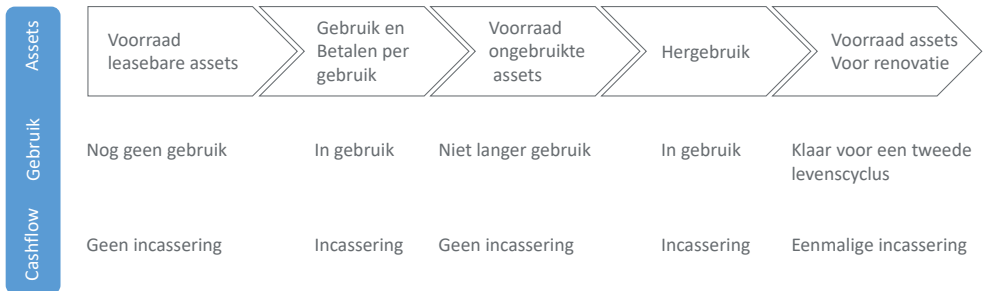 Assets
Voorraad
leasebare assets
Gebruik en
Betalen per
gebruik
Voorraad
ongebruikte
assets
Hergebruik
Voorraad assets
Voor renovatie
Gebruik
Nog geen gebruik
In gebruik
Niet langer gebruik
In gebruik
Klaar voor een tweede
levenscyclus
Cashflow
Geen incassering
Incassering
Geen incassering
Incassering
Eenmalige incassering